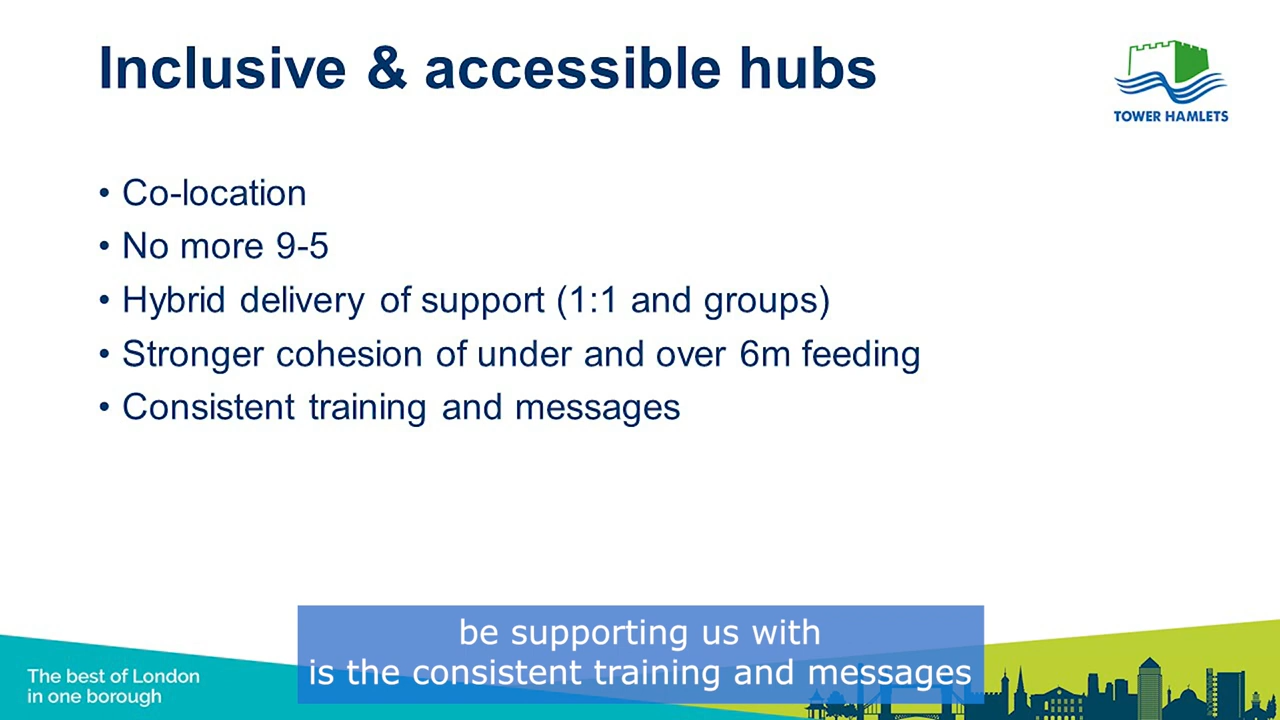 Inclusive & accessible hubs
TOWER HAMLETS
• Co-location
• No more 9-5
• Hybrid delivery of support (1:1 and groups)
• Stronger cohesion of under and over 6m feeding
• Consistent training and messages
be supporting us with
is the consistent training and messages
The best of London
in one borough